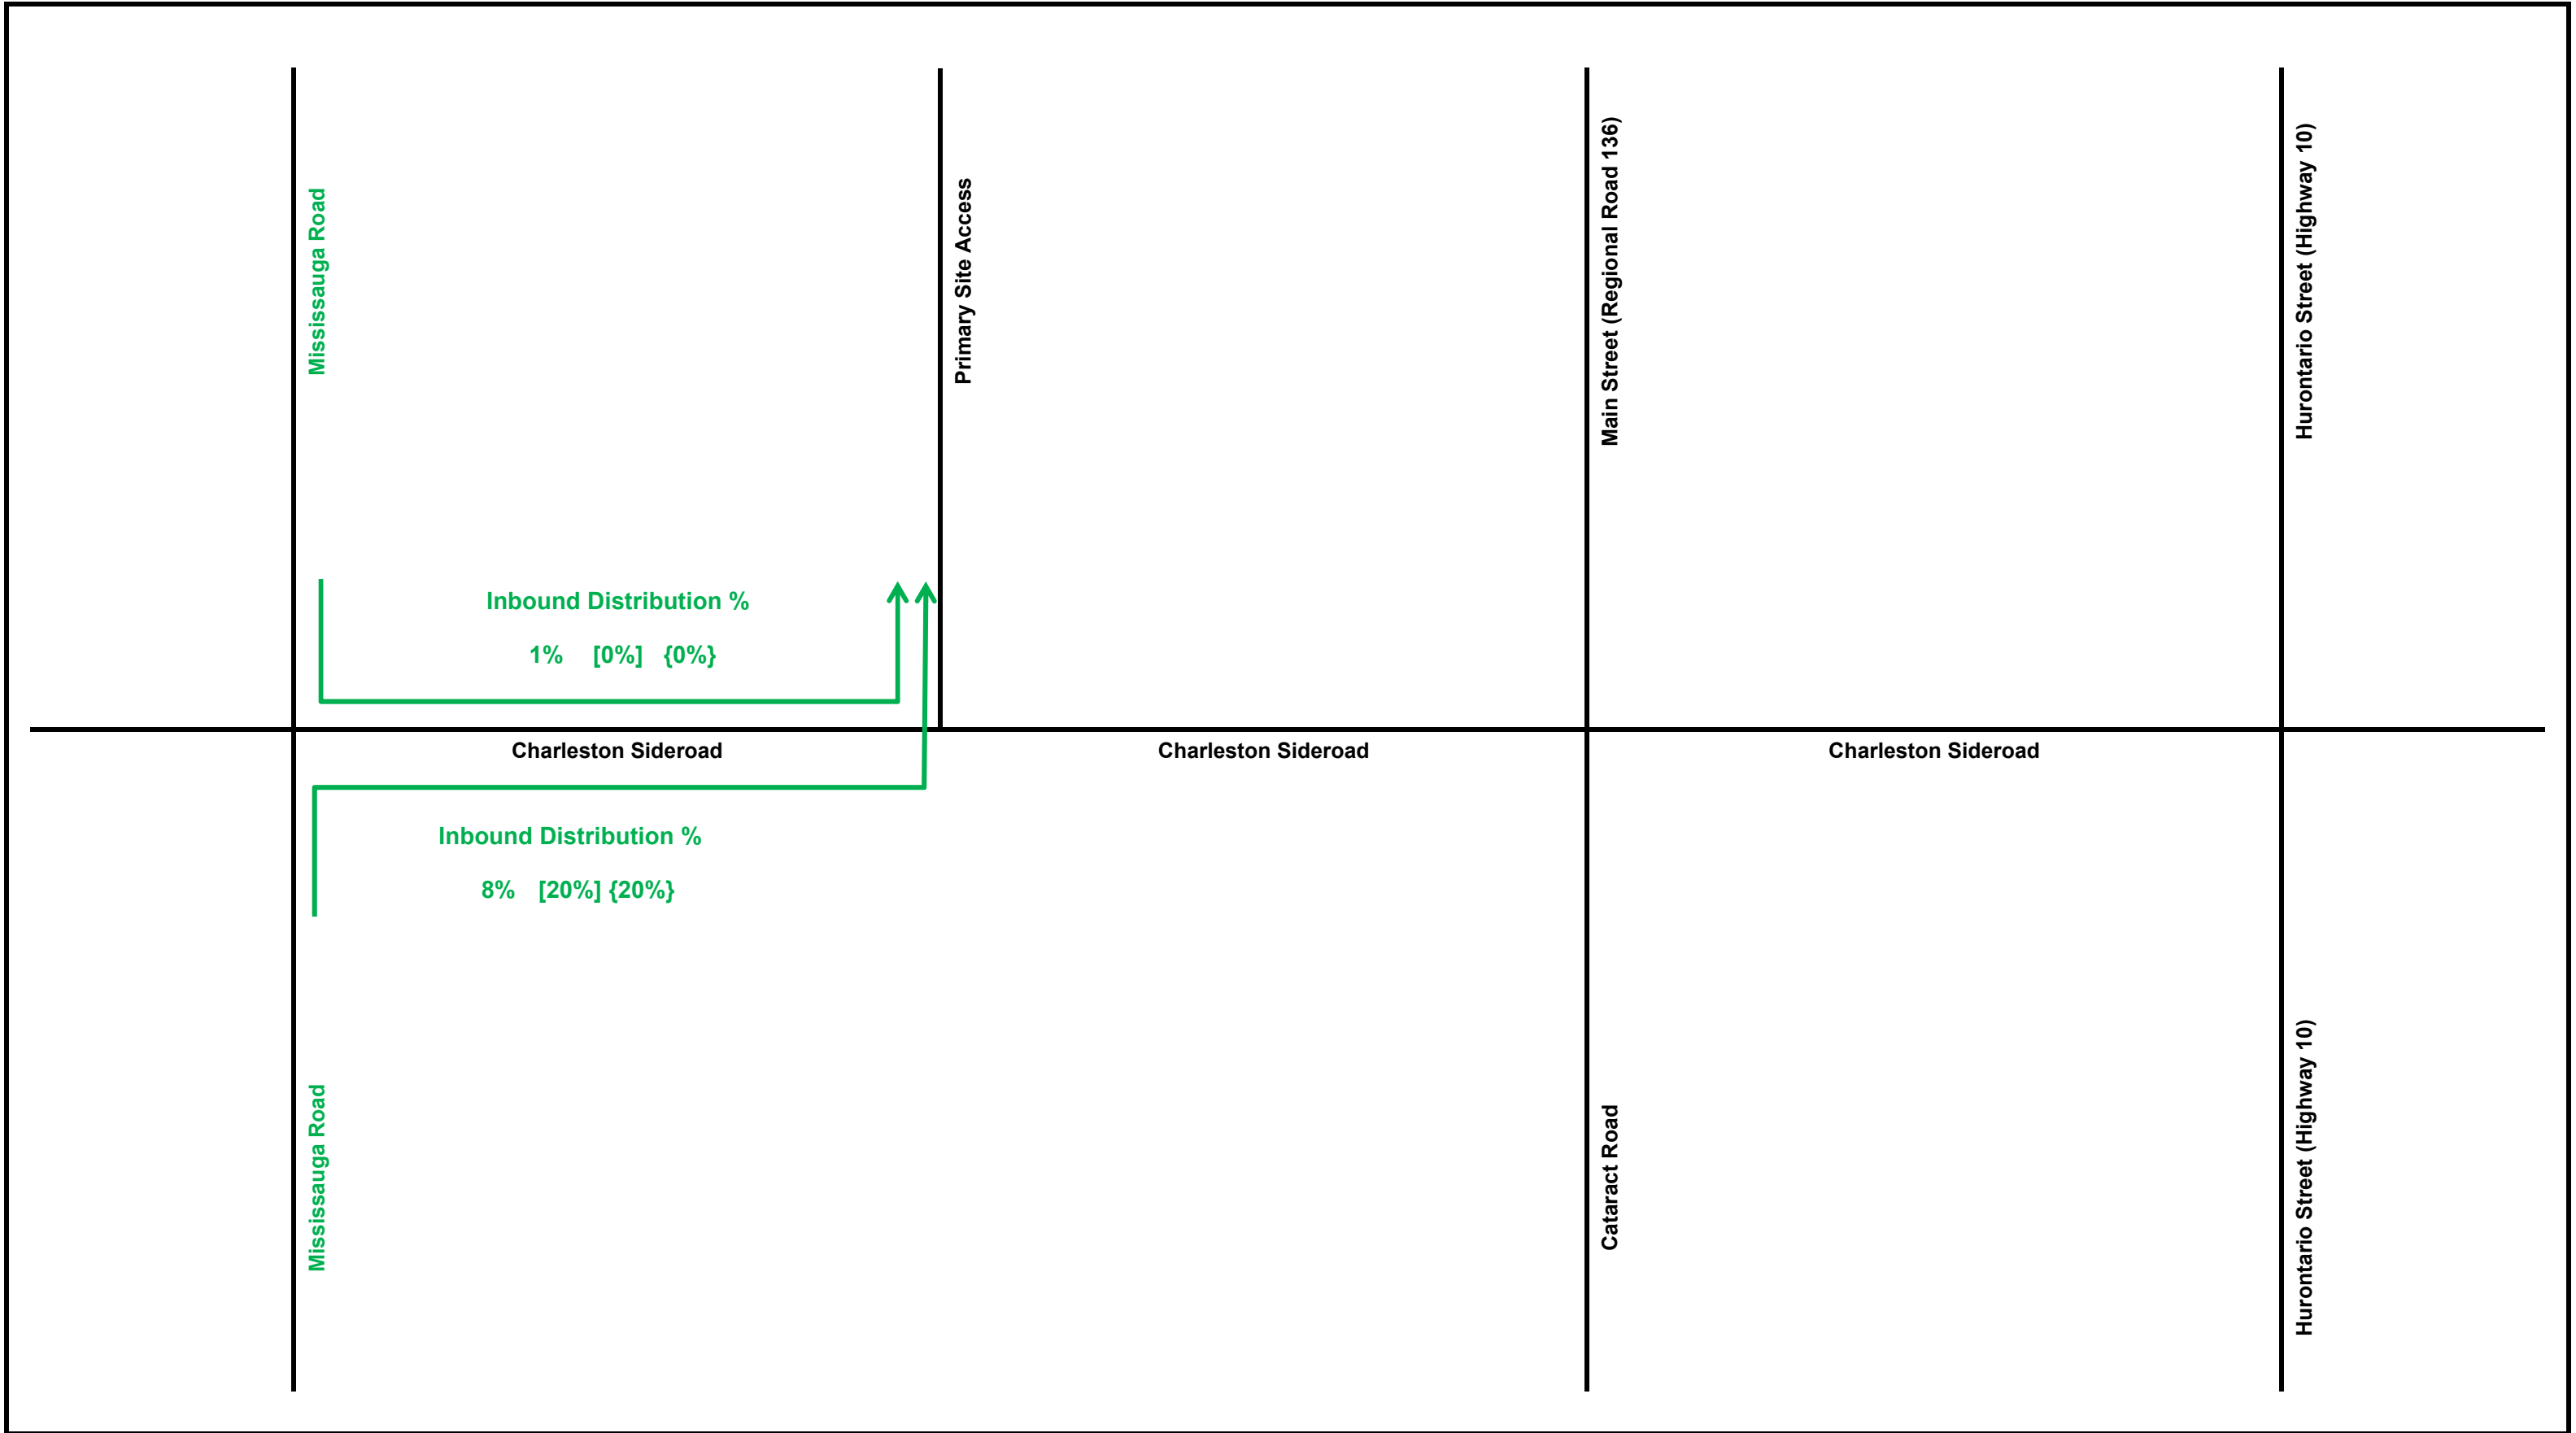 Mississauga Road
Primary Site Access
Main Street (Regional Road 136)
Hurontario Street (Highway 10)
Inbound Distribution %
1% [0%] {0%}
Charleston Sideroad
Charleston Sideroad
Charleston Sideroad
Inbound Distribution %
8% [20%] {20%}
Mississauga Road
Cataract Road
Hurontario Street (Highway 10)